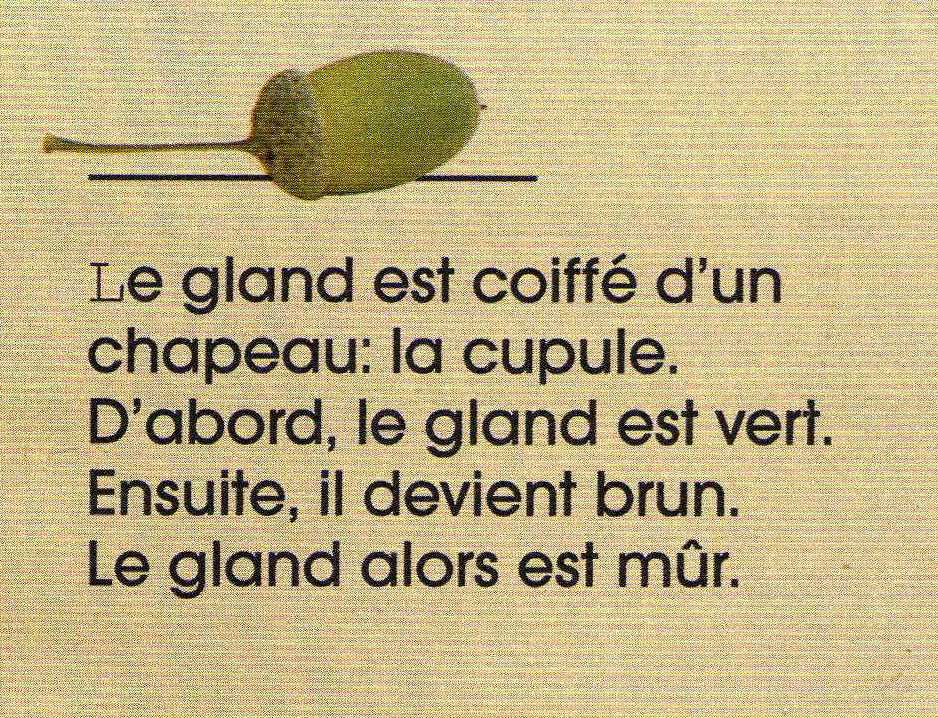 Le gland est coiffé d'un
chapeau: la cupule.
D'abord, le gland est vert.
Ensuite, il devient brun.
Le gland alors est mûr.